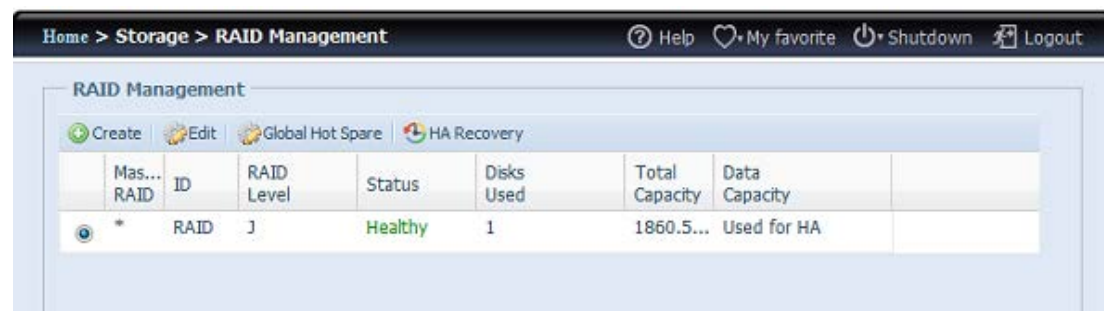 Home > Storage > RAID Management Help My favorite Shutdown Logout
RAID Management
Create Edit Global Hot Spare HA Recovery
Mas... RAID ID RAID Level Status Disks Used Total Capacity Data Capacity
* RAID J Healthy 1 1860.5... Used for HA